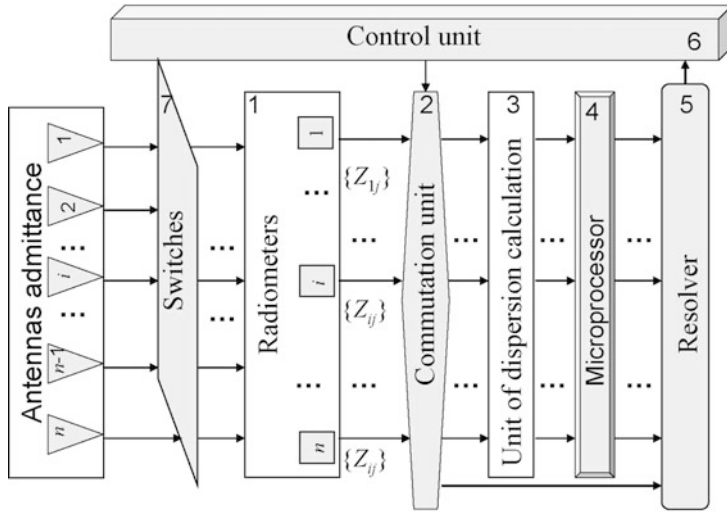 Control unit
6
Antennas admittance
1
2
...
i
...
n-1
n
7
Switches
...
...
1
Radiometers
1
...
i
...
n
{Z1j}
...
{Zij}
...
{Zij}
2
Commutation unit
...
...
3
Unit of dispersion calculation
...
...
4
Microprocessor
...
...
5
Resolver